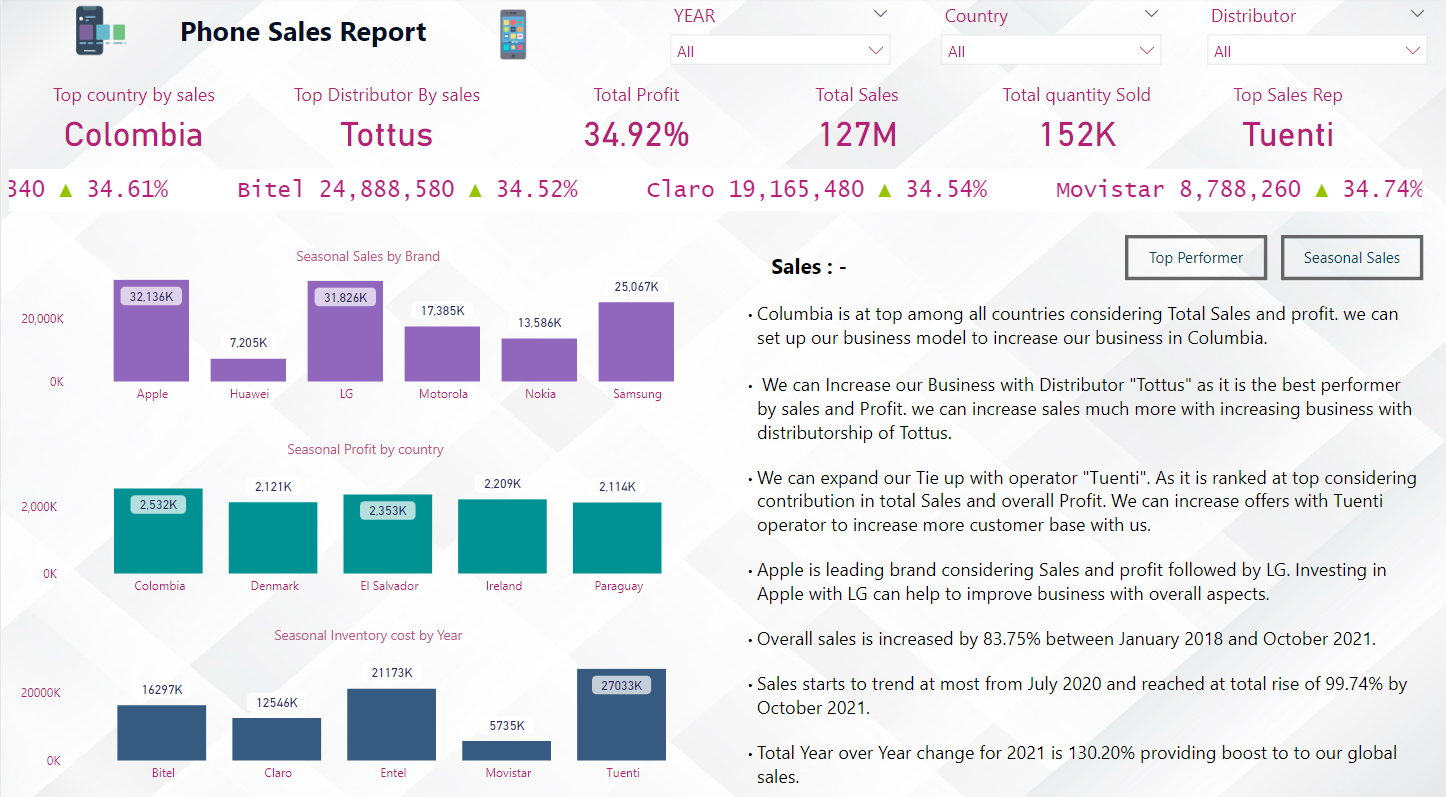 Phone Sales Report
YEAR
Country
Distributor
All
All
All
Top country by sales
Top Distributor By sales
Total Profit
Total Sales
Total quantity Sold
Top Sales Rep
Colombia
Tottus
34.92%
127M
152K
Tuenti
340 ▲ 34.61%
Bitel 24,888,580 ▲ 34.52%
Claro 19,165,480 ▲ 34.54%
Movistar 8,788,260 ▲ 34.74%
Seasonal Sales by Brand
20,000K
0K
32,136K
7,205K
31,826K
17,385K
13,586K
25,067K
Apple
Huawei
LG
Motorola
Nokia
Samsung
Seasonal Profit by country
2,000K
0K
2,532K
2,121K
2,353K
2,209K
2,114K
Colombia
Denmark
El Salvador
Ireland
Paraguay
Seasonal Inventory cost by Year
20000K
0K
16297K
12546K
21173K
5735K
27033K
Bitel
Claro
Entel
Movistar
Tuenti
Top Performer
Seasonal Sales
Sales : -
• Columbia is at top among all countries considering Total Sales and profit. we can
set up our business model to increase our business in Columbia.
• We can Increase our Business with Distributor "Tottus" as it is the best performer
by sales and Profit. we can increase sales much more with increasing business with
distributorship of Tottus.
• We can expand our Tie up with operator "Tuenti". As it is ranked at top considering
contribution in total Sales and overall Profit. We can increase offers with Tuenti
operator to increase more customer base with us.
• Apple is leading brand considering Sales and profit followed by LG. Investing in
Apple with LG can help to improve business with overall aspects.
• Overall sales is increased by 83.75% between January 2018 and October 2021.
• Sales starts to trend at most from July 2020 and reached at total rise of 99.74% by
October 2021.
• Total Year over Year change for 2021 is 130.20% providing boost to to our global
sales.